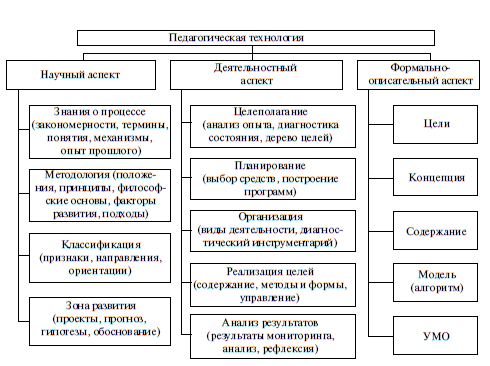 Педагогическая технология
Научный аспект
Знания о процессе
(закономерности, термины,
понятия, механизмы,
опыт прошлого)
Методология (положе-
ния, принципы, философ-
ские основы, факторы
развития, подходы)
Классификация
(признаки, направления,
ориентации)
Зона развития
(проекты, прогноз,
гипотезы, обоснование)
Деятельностный
аспект
Целеполагание
(анализ опыта, диагностика
состояния, дерево целей)
Планирование
(выбор средств, построение
программ)
Организация
(виды деятельности, диагнос-
тический инструментарий)
Реализация целей
(содержание, методы и формы,
управление)
Анализ результатов
(результаты мониторинга,
анализ, рефлексия)
Формально-
описательный аспект
Цели
Концепция
Содержание
Модель
(алгоритм)
УМО